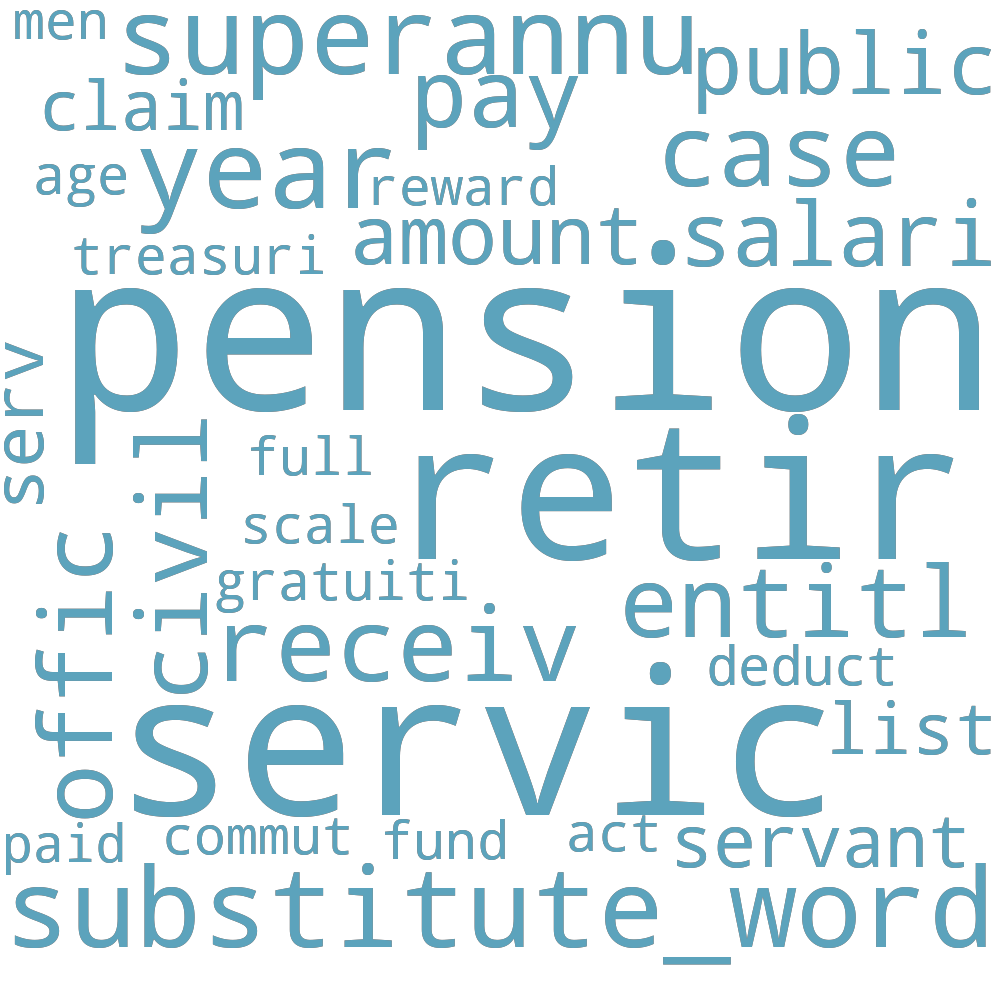 men superannu public
claim pay
case
age year reward
amount salari
treasuri
pension
serv
civil
full retir
scale
offic
gratuiti entitl
receiv
deduct
servic list
paid commut fund act servant
substitute_word